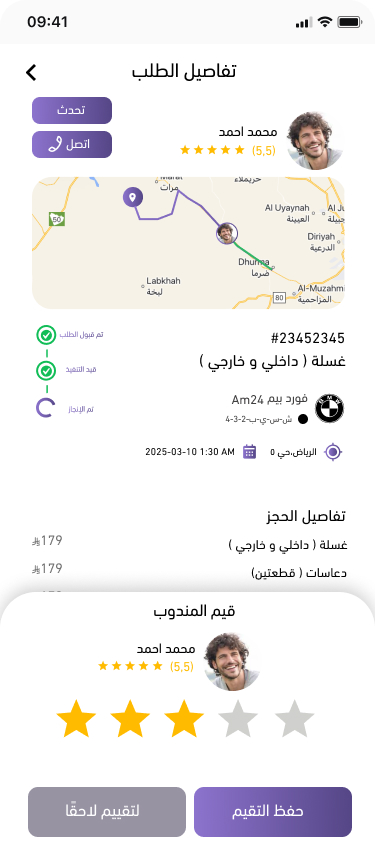 09:41
تفاصيل الطلب
تحدث
اتصل
محمد احمد
(5,5)
حريملاء
مرات
50
Al Uyaynah
العيينة
Diriyah
الدرعية
Dhurma
ضرما
Labkhah
لبخة
80
Al-Muzahmi
المزاحمية
#23452345
غسلة ( داخلي و خارجي )
تم قبول الطلب
قيد التنفيذ
تم الإنجاز
فورد بيم Am24
4-3-2-ش-س-ي-ب
الرياض،حي 0
2025-03-10 1:30 AM
تفاصيل الحجز
غسلة ( داخلي و خارجي )
179
دعاسات ( قطعتين)
179
قيم المندوب
محمد احمد
(5,5)
حفظ التقيم
لتقييم لاحقًا